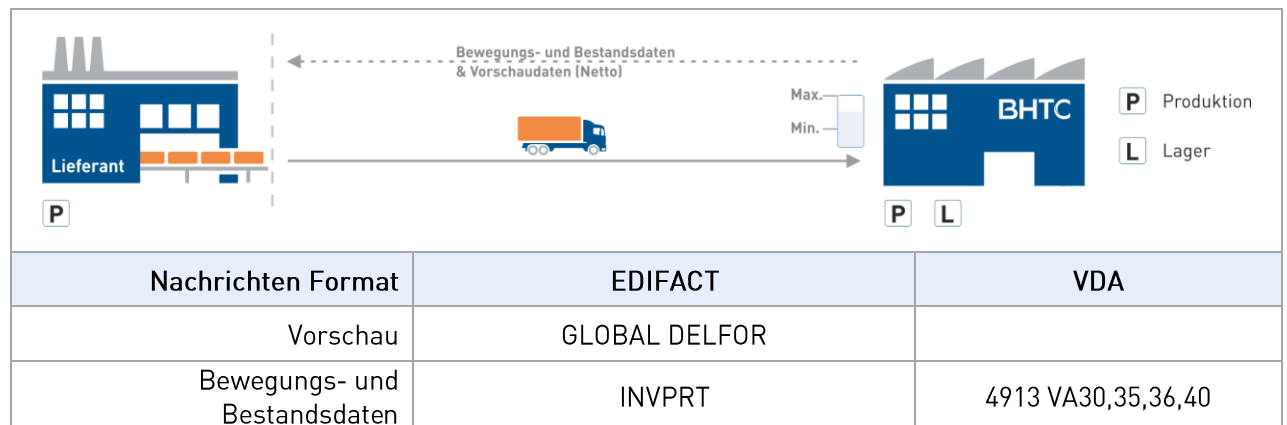 Bewegungs- und Bestandsdaten
& Vorschaudaten (Netto)
Max.
Min.
BHTC
P Produktion
L Lager
Lieferant
P
P L
Nachrichten Format EDIFACT VDA
Vorschau GLOBAL DELFOR
Bewegungs- und
Bestandsdaten INVPRT 4913 VA30,35,36,40